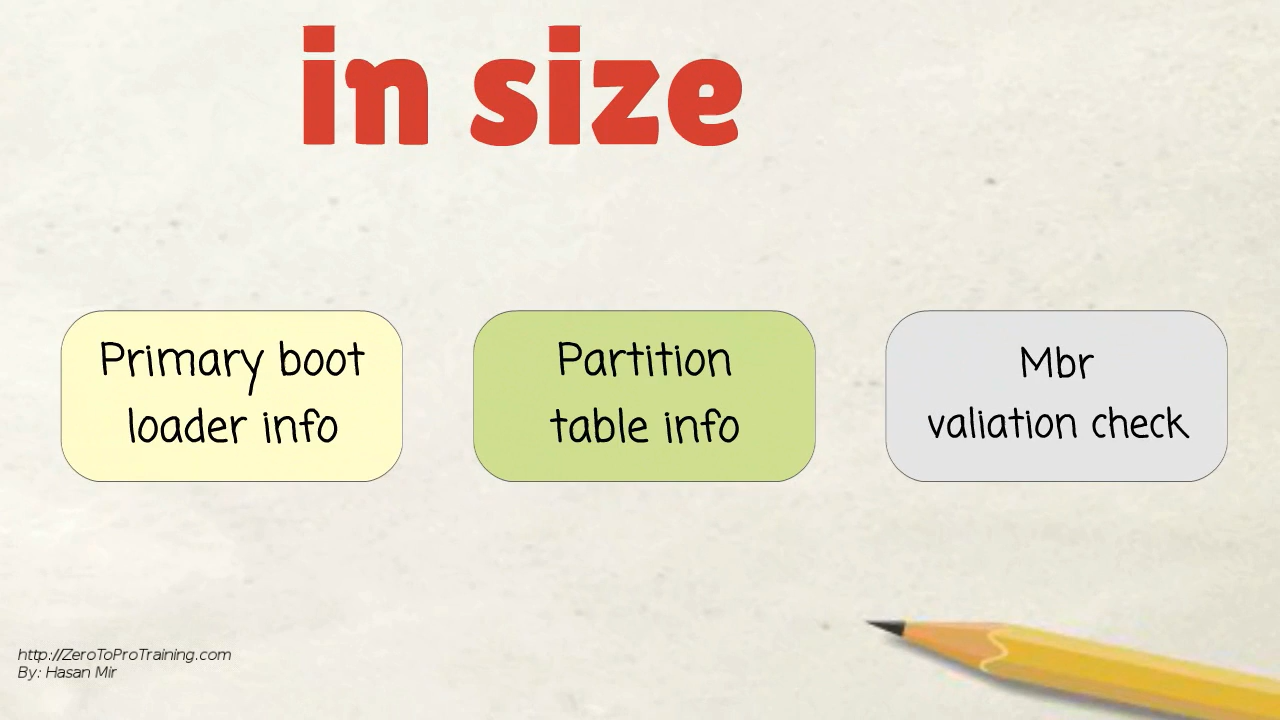 in size
Primary boot
loader info
Partition
table info
Mbr
valiation check
http://ZeroToProTraining.com
By: Hasan Mir